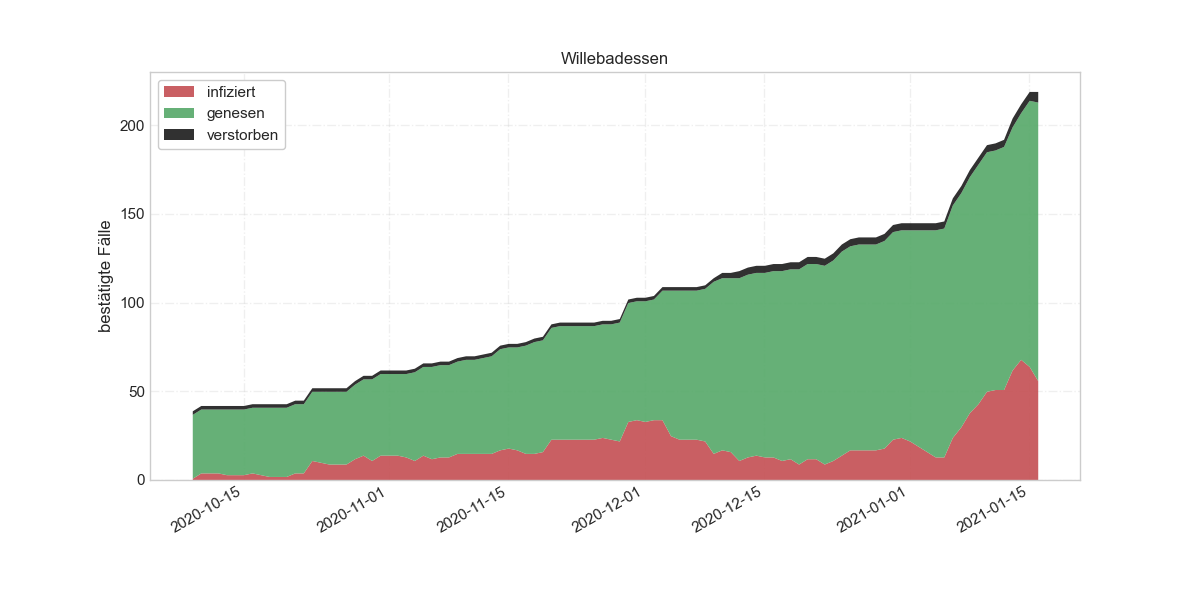 Willebadessen
infiziert
genesen
verstorben
bestätigte Fälle
200
150
100
50
0
2020-10-15
2020-11-01
2020-11-15
2020-12-01
2020-12-15
2021-01-01
2021-01-15